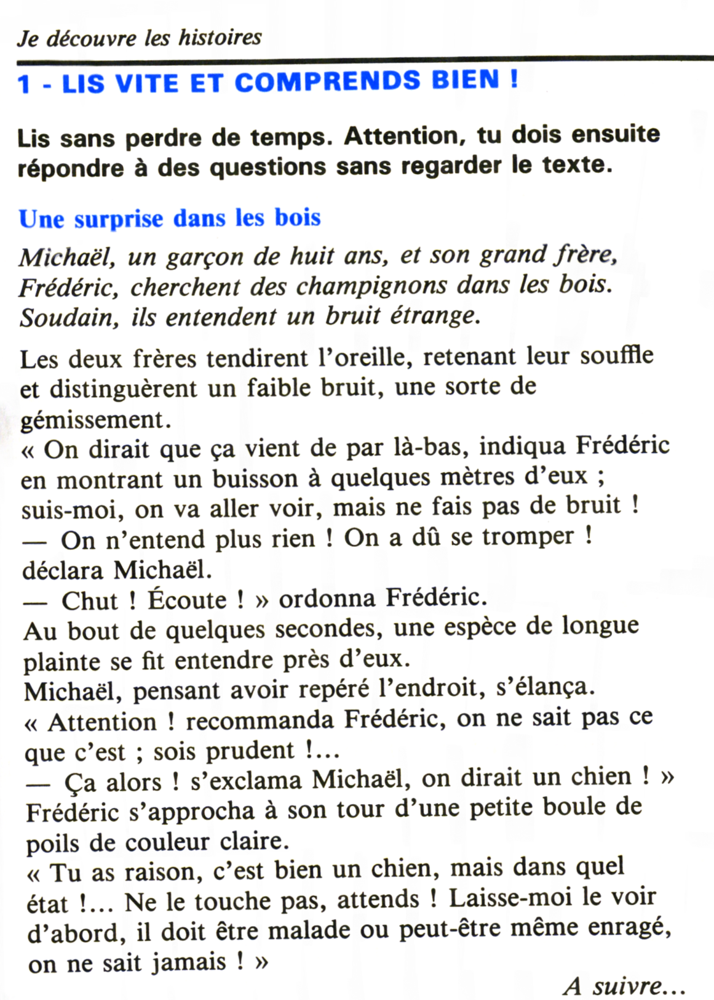 Je découvre les histoires
1 - LIS VITE ET COMPRENDS BIEN !
Lis sans perdre de temps. Attention, tu dois ensuite
répondre à des questions sans regarder le texte.
Une surprise dans les bois
Michaël, un garçon de huit ans, et son grand frère,
Frédéric, cherchent des champignons dans les bois.
Soudain, ils entendent un bruit étrange.
Les deux frères tendirent l'oreille, retenant leur souffle
et distinguèrent un faible bruit, une sorte de
gémissement.
« On dirait que ça vient de par là-bas, indiqua Frédéric
en montrant un buisson à quelques mètres d'eux ;
suis-moi, on va aller voir, mais ne fais pas de bruit !
— On n'entend plus rien ! On a dû se tromper !
déclara Michaël.
— Chut ! Écoute ! » ordonna Frédéric.
Au bout de quelques secondes, une espèce de longue
plainte se fit entendre près d'eux.
Michaël, pensant avoir repéré l'endroit, s'élança.
« Attention ! recommanda Frédéric, on ne sait pas ce
que c'est ; sois prudent !...
— Ça alors ! s'exclama Michaël, on dirait un chien ! »
Frédéric s'approcha à son tour d'une petite boule de
poils de couleur claire.
« Tu as raison, c'est bien un chien, mais dans quel
état !... Ne le touche pas, attends ! Laisse-moi le voir
d'abord, il doit être malade ou peut-être même enragé,
on ne sait jamais ! »
A suivre...